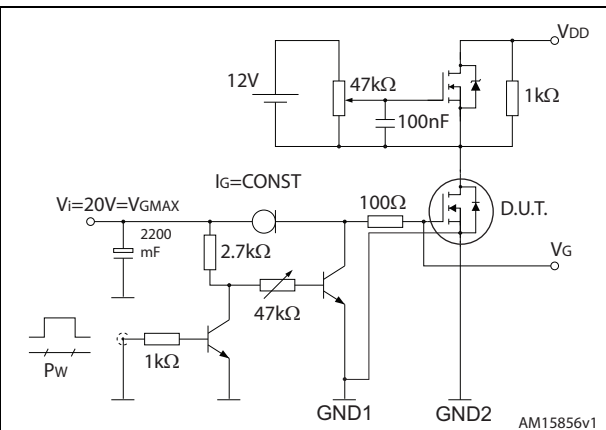 VDD
12V
47kΩ
1kΩ
100nF
IG=CONST
Vi=20V=VGMAX
100Ω
D.U.T.
2200
mF
2.7kΩ
VG
47kΩ
1kΩ
PW
GND1
GND2
AM15856v1